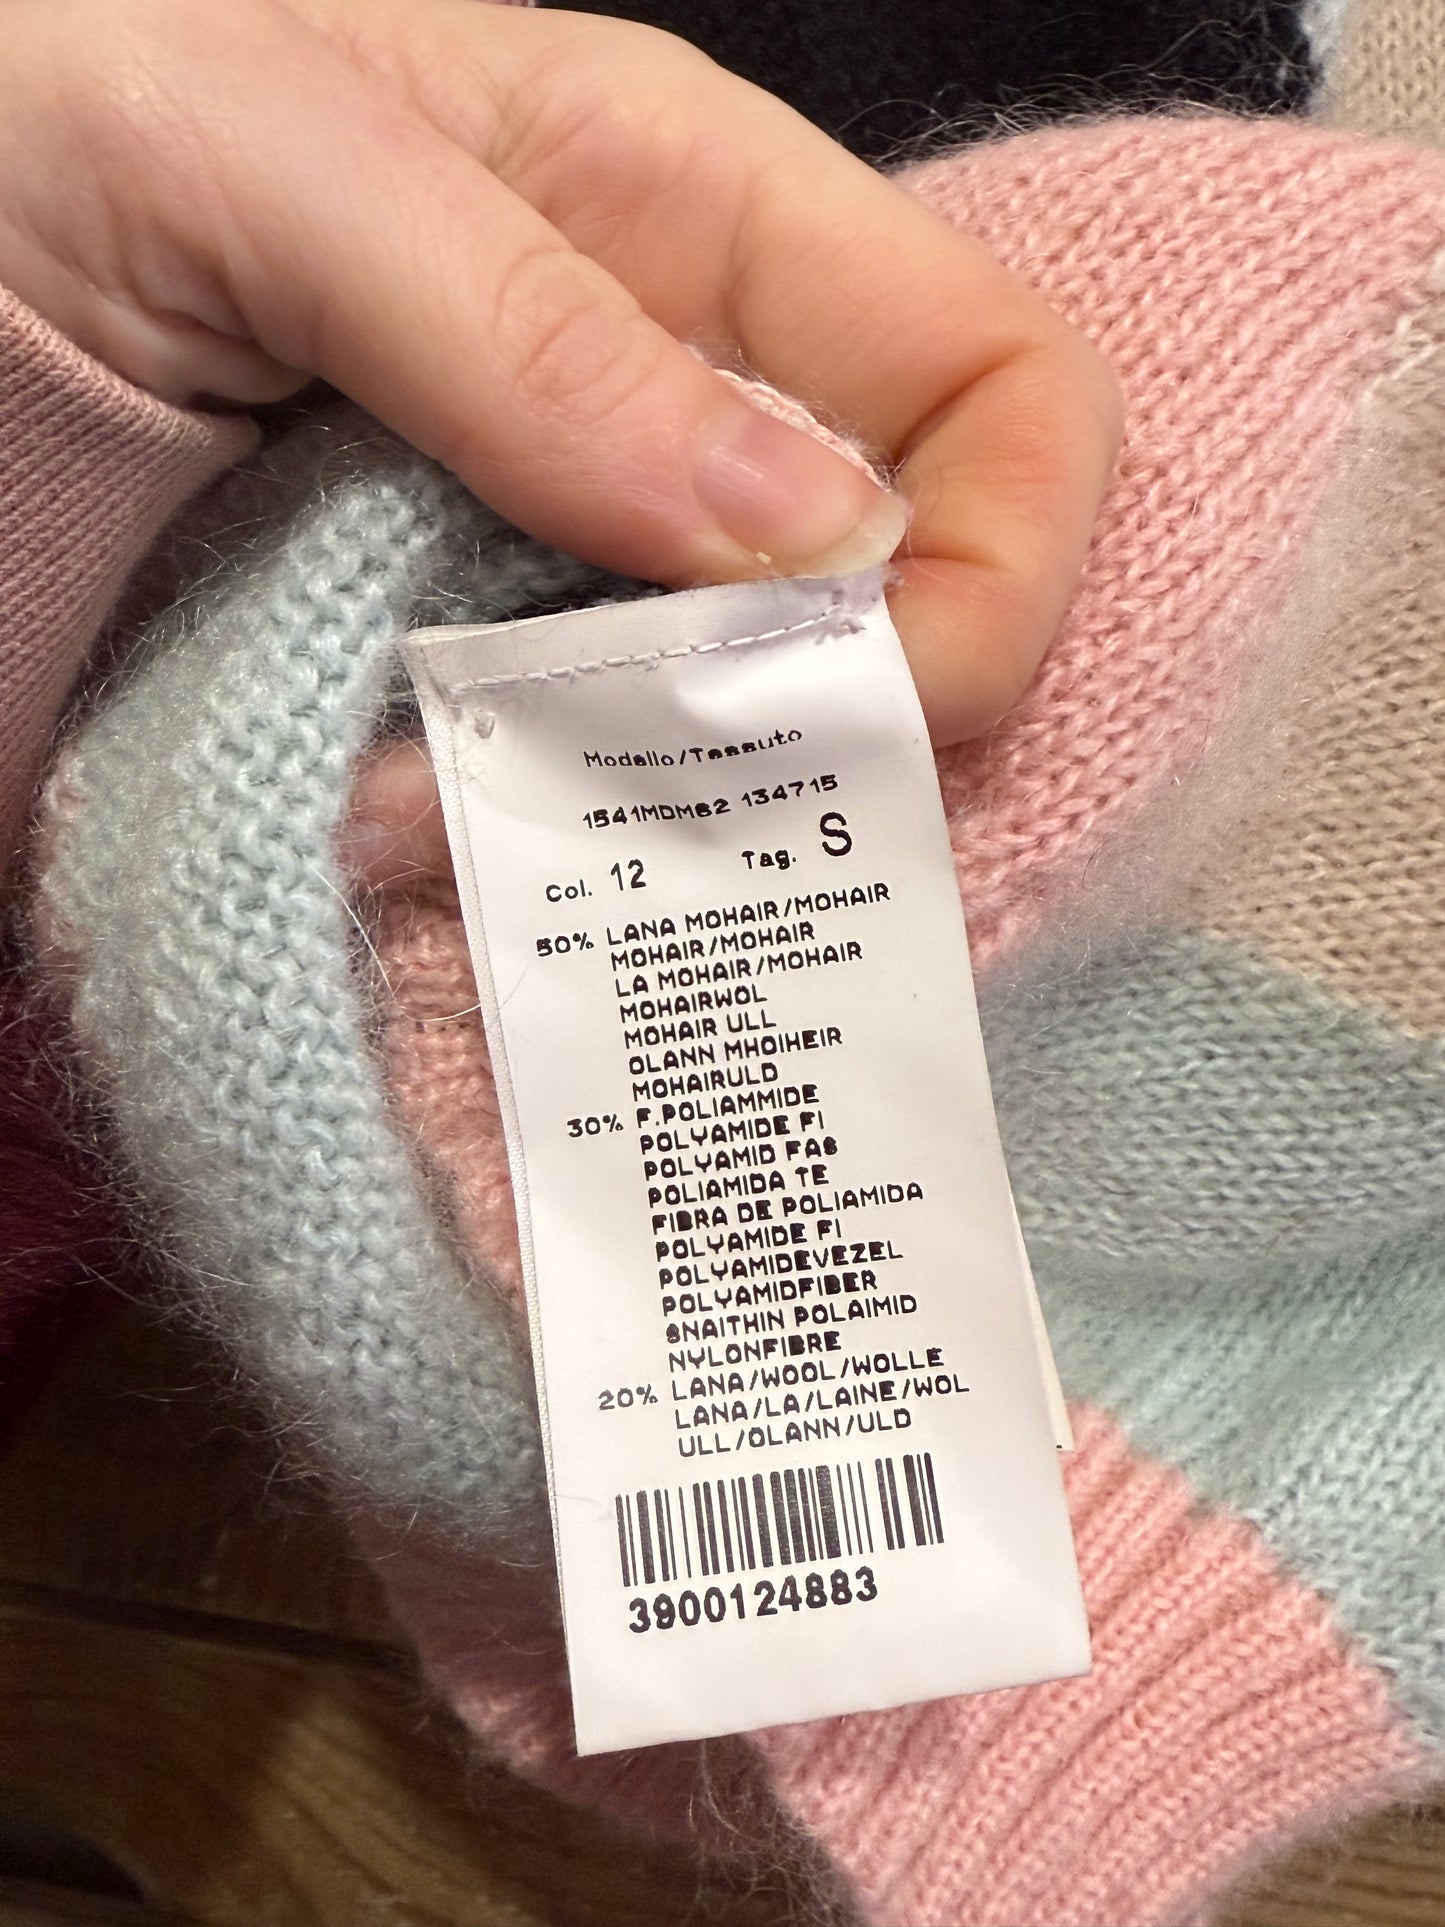 Modello/Tessuto
1541MDM62 134715
Col. 12 Tag. S
50% LANA MOHAIR/MOHAIR
MOHAIR/MOHAIR
LA MOHAIR/MOHAIR
MOHAIRWOL
MOHAIR ULL
OLANN MHOIHEIR
MOHAIRULD
30% F.POLIAMMIDE
POLYAMIDE FI
POLYAMID FAS
POLIAMIDA TE
FIBRA DE POLIAMIDA
POLYAMIDE FI
POLYAMIDEVEZEL
POLYAMIDFIBER
SNAITHIN POLAIMID
NYLONFIBRE
20% LANA/WOOL/WOLLE
LANA/LA/LAINE/WOL
ULL/OLANN/ULD
3900124883